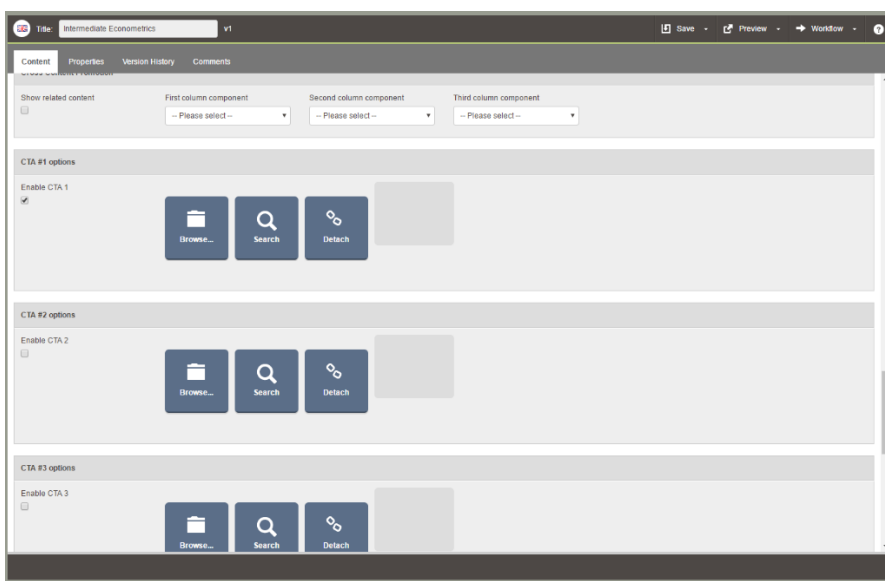 Title: Intermediate Econometrics v1 Save Preview Workflow ?
Content Properties Version History Comments
Cross Content Promotion
Show related content First column component Second column component Third column component
-- Please select -- -- Please select -- -- Please select --
CTA #1 options
Enable CTA 1
Browse... Search Detach
CTA #2 options
Enable CTA 2
Browse... Search Detach
CTA #3 options
Enable CTA 3
Browse... Search Detach